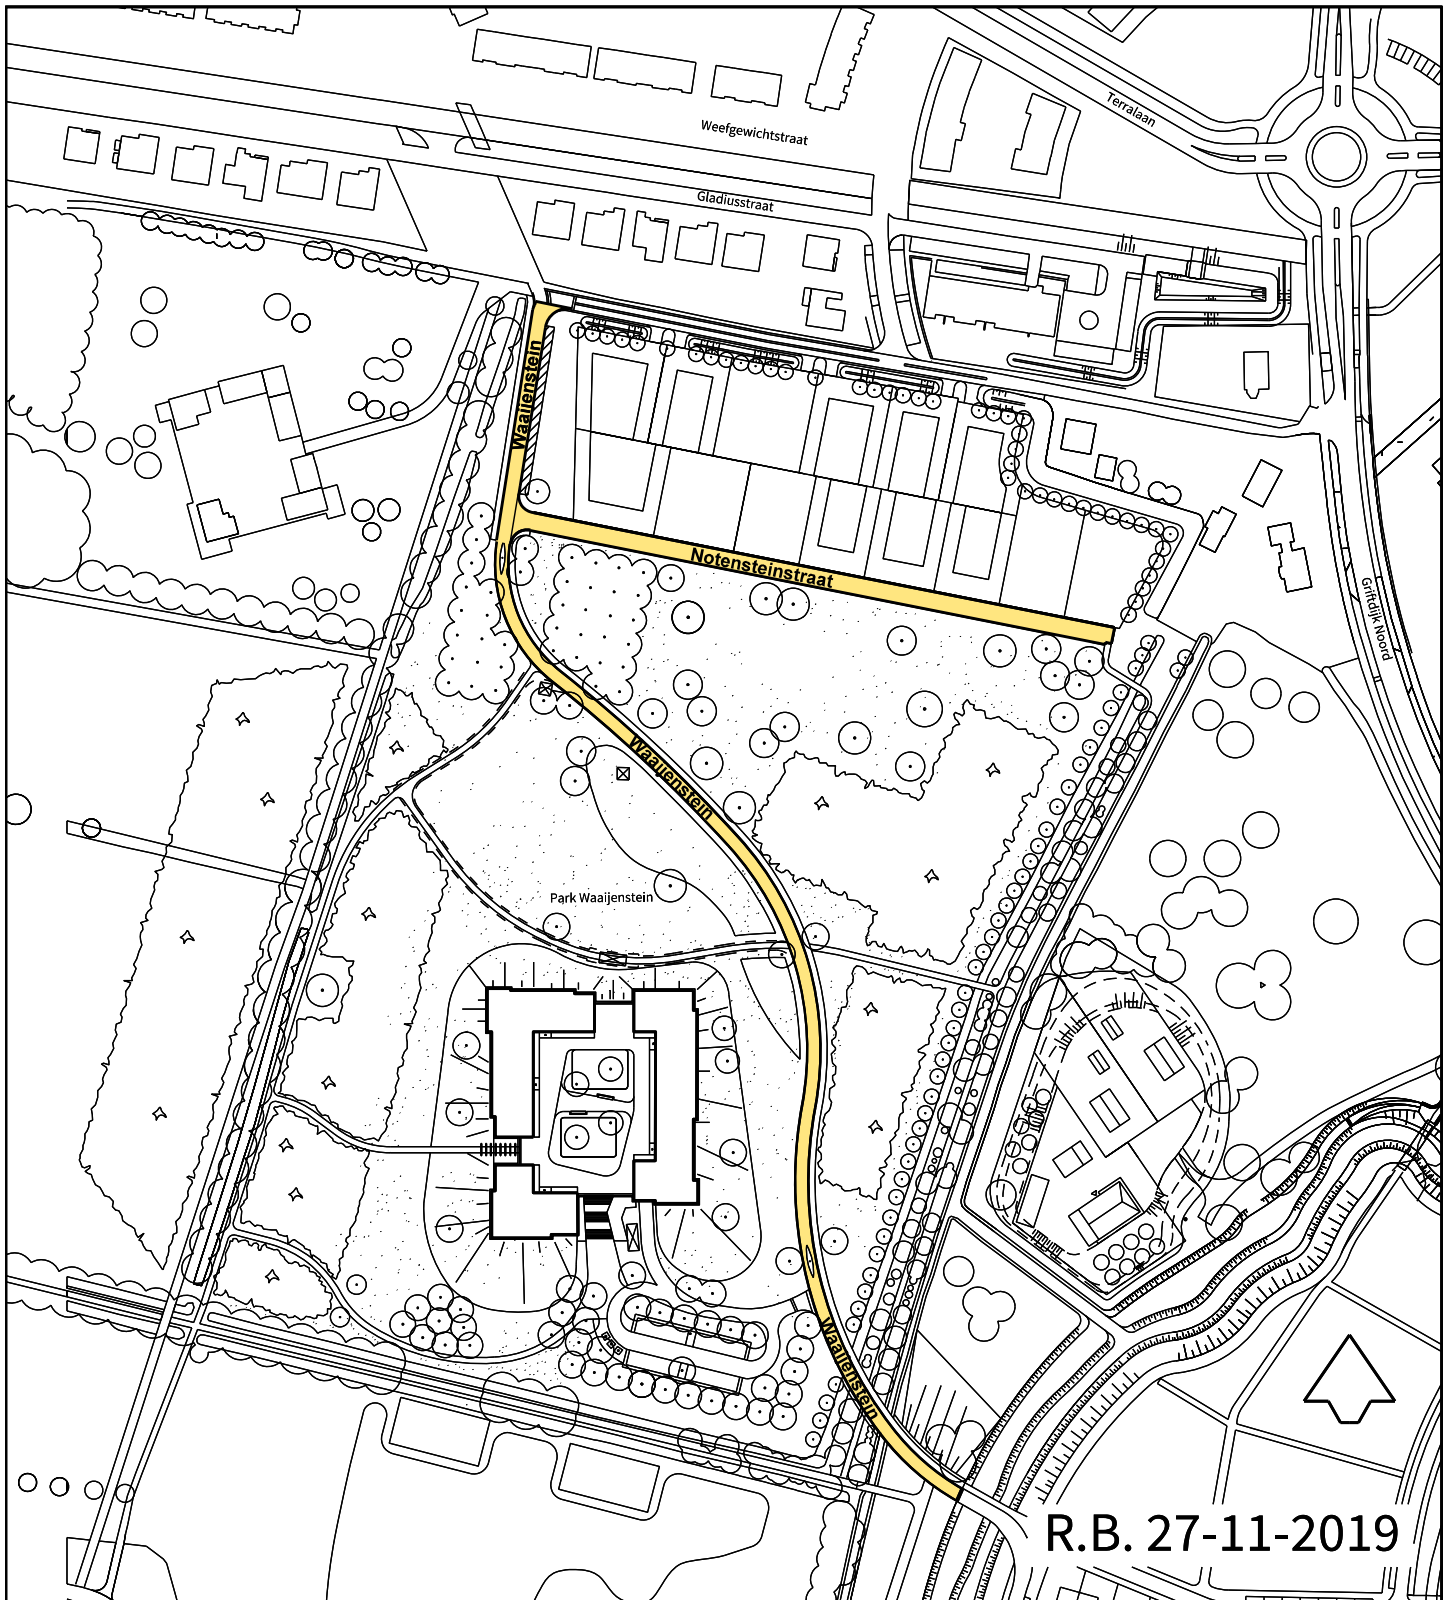 Terralaan
Weefgewichtstraat
Gladiusstraat
Waaijenstein
Notensteinstraat
Griftdijk Noord
Waaijenstein
Park Waaijenstein
Waaijenstein
R.B. 27-11-2019